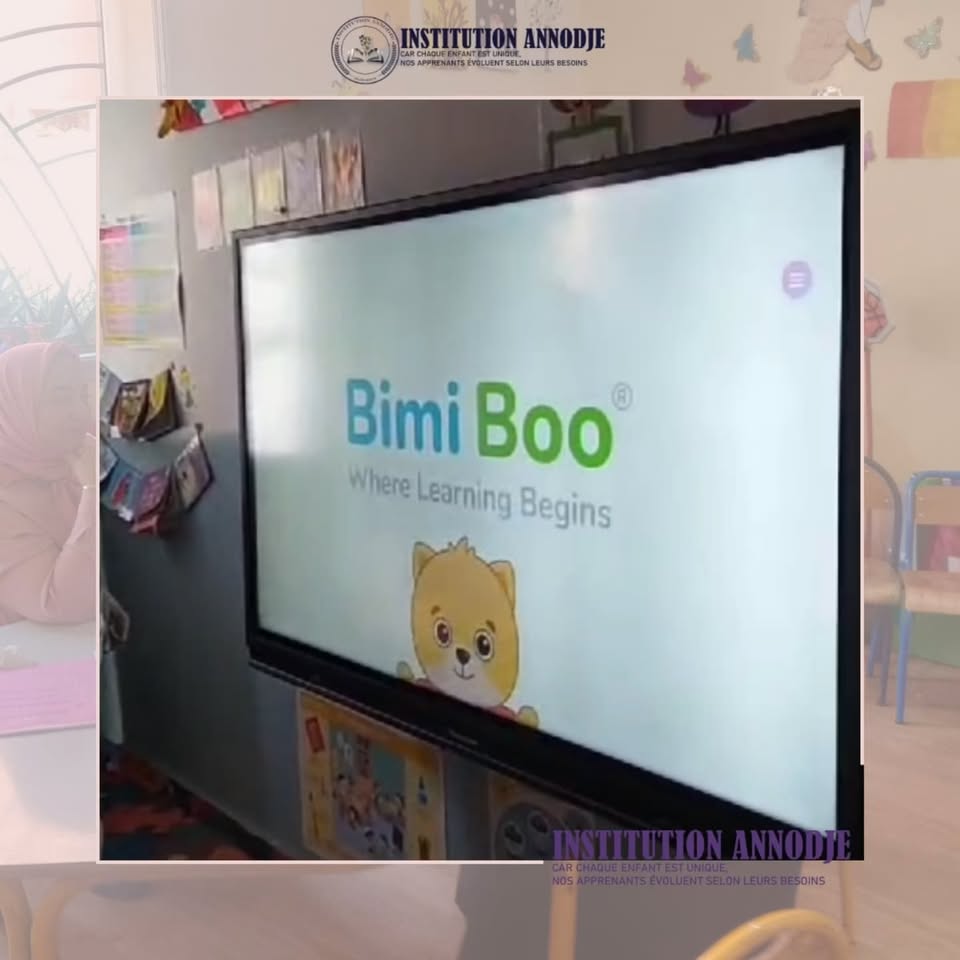 INSTITUTION ANNODJE
CAR CHAQUE ENFANT EST UNIQUE,
NOS APPRENANTS ÉVOLUENT SELON LEURS BESOINS
Bimi Boo®
Where Learning Begins
INSTITUTION ANNODJE
CAR CHAQUE ENFANT EST UNIQUE,
NOS APPRENANTS ÉVOLUENT SELON LEURS BESOINS